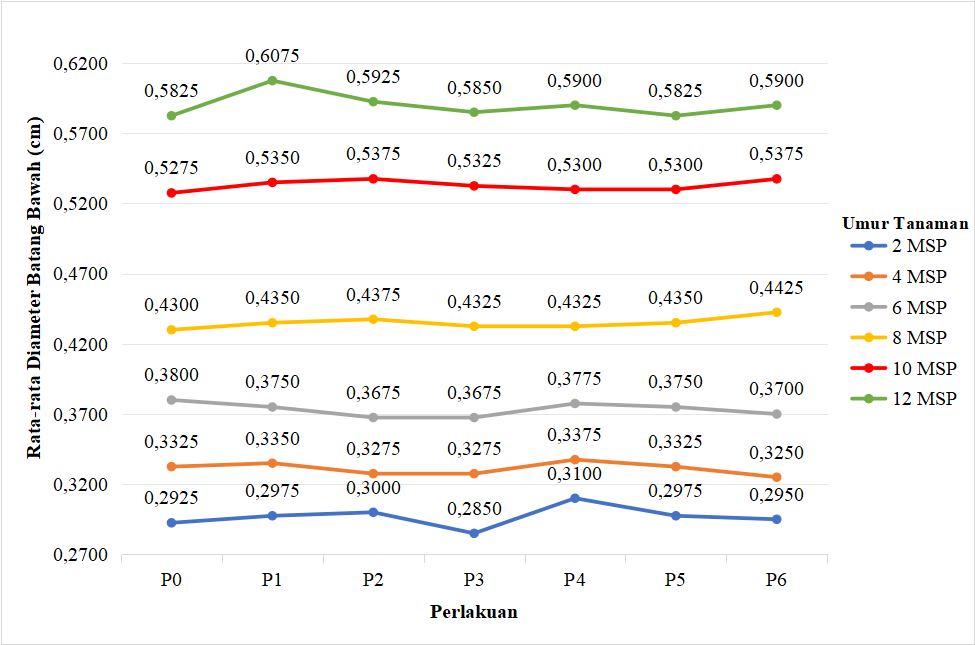 Rata-rata Diameter Batang Bawah (cm)
0,6200
0,5700
0,5200
0,4700
0,4200
0,3700
0,3200
0,2700
0,5825 0,6075 0,5925 0,5850 0,5900 0,5825 0,5900
0,5275 0,5350 0,5375 0,5325 0,5300 0,5300 0,5375
0,4300 0,4350 0,4375 0,4325 0,4325 0,4350 0,4425
0,3800 0,3750 0,3675 0,3675 0,3775 0,3750 0,3700
0,3325 0,3350 0,3275 0,3275 0,3375 0,3325 0,3250
0,2925 0,2975 0,3000 0,2850 0,3100 0,2975 0,2950
P0 P1 P2 P3 P4 P5 P6
Perlakuan
Umur Tanaman
2 MSP
4 MSP
6 MSP
8 MSP
10 MSP
12 MSP